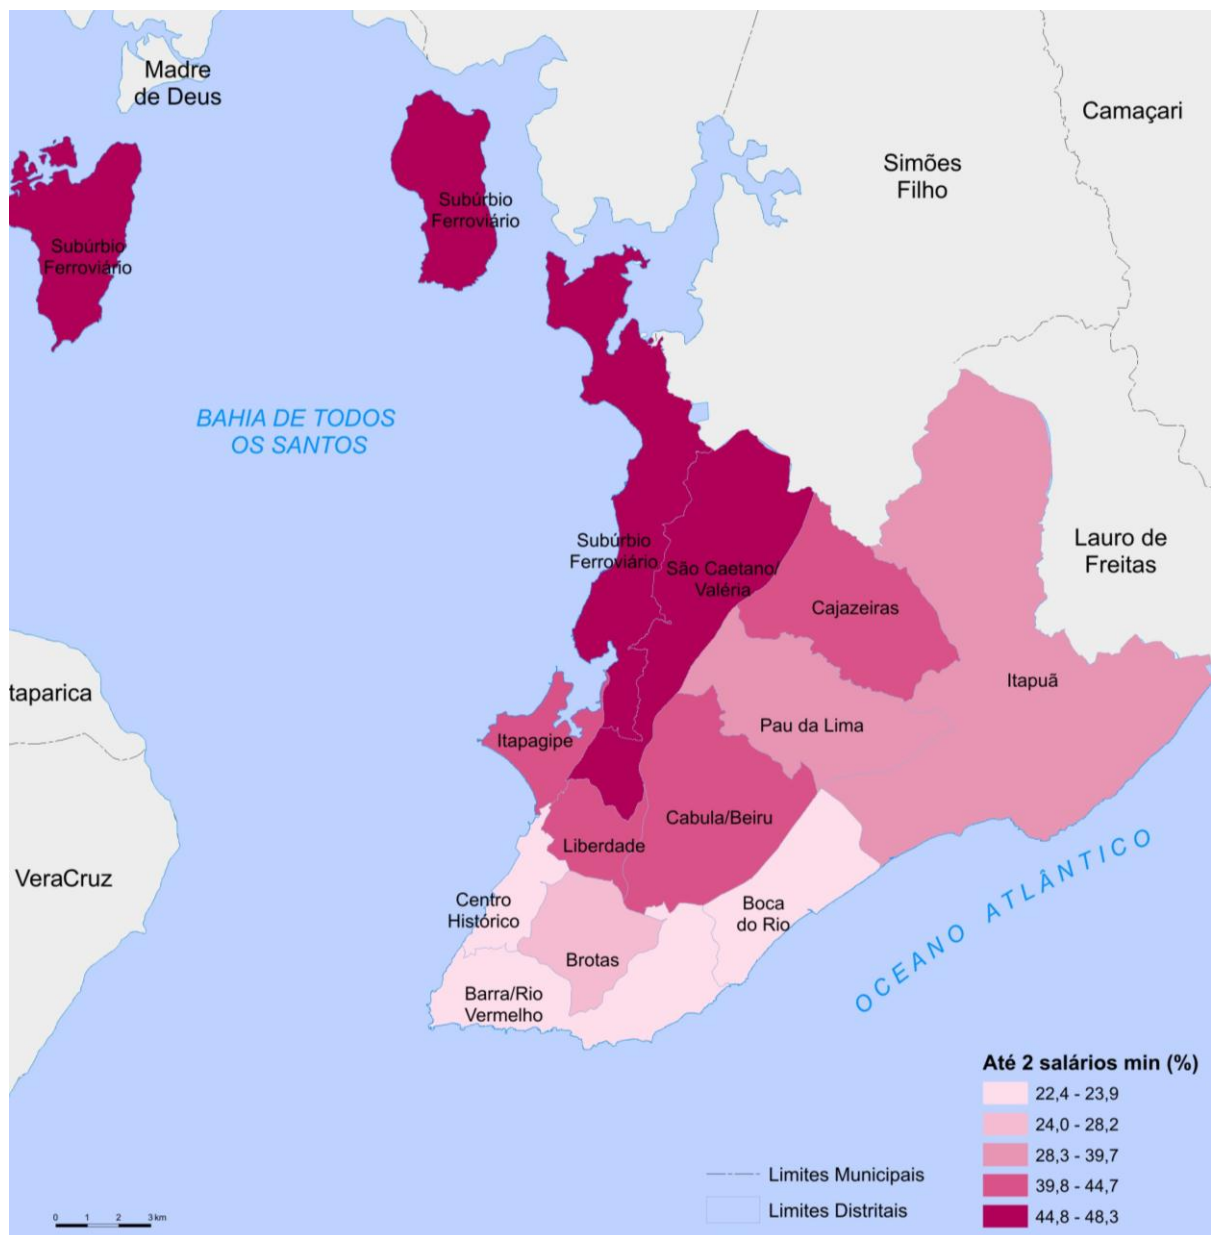 Madre
de Deus
Camaçari
Simões
Filho
Subúrbio
Ferroviário
Subúrbio
Ferroviário
BAHIA DE TODOS
OS SANTOS
Lauro de
Freitas
Subúrbio
Ferroviário
São Caetano/
Valéria
Cajazeiras
Itapuã
taparica
Pau da Lima
Itapagipe
Cabula/Beiru
Liberdade
VeraCruz
Centro
Histórico
Boca
do Rio
OCEANO ATLÂNTICO
Brotas
Barra/Rio
Vermelho
Até 2 salários min (%)
22,4 - 23,9
24,0 - 28,2
28,3 - 39,7
39,8 - 44,7
44,8 - 48,3
Limites Municipais
Limites Distritais
0 1 2 3 km